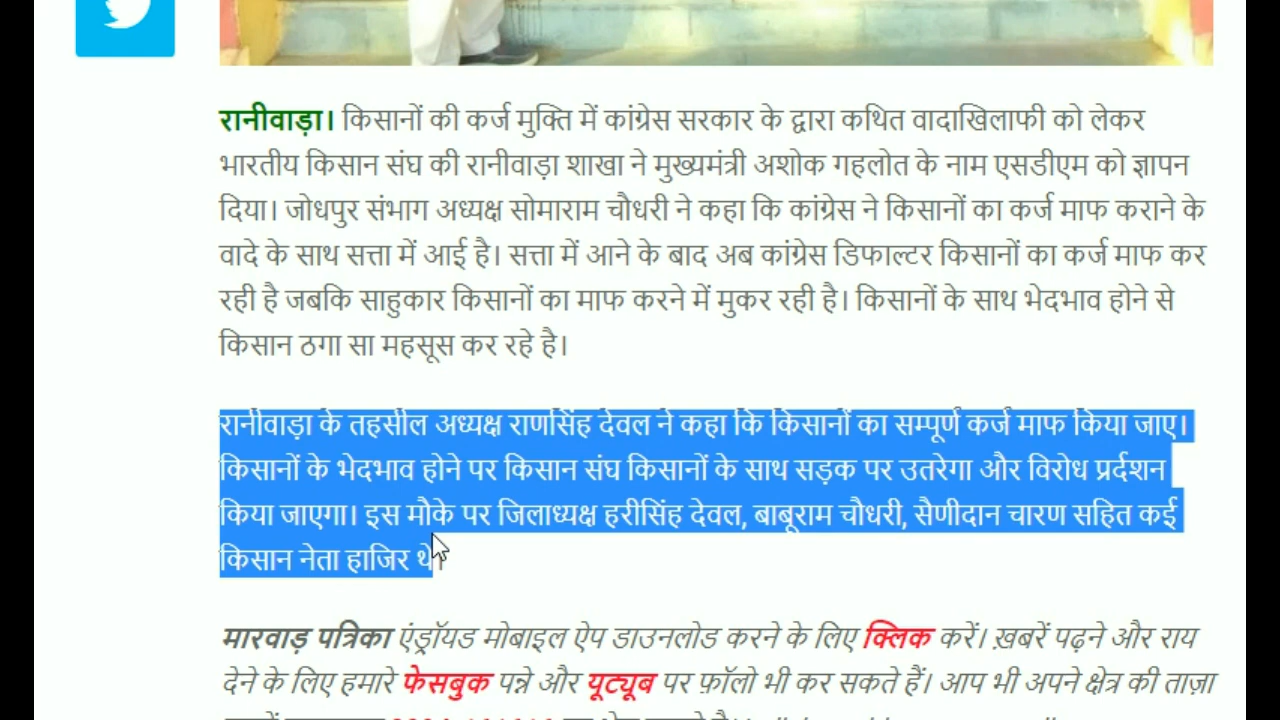 रानीवाड़ा। किसानों की कर्ज मुक्ति में कांग्रेस सरकार के द्वारा कथित वादाखिलाफी को लेकर
भारतीय किसान संघ की रानीवाड़ा शाखा ने मुख्यमंत्री अशोक गहलोत के नाम एसडीएम को ज्ञापन
दिया। जोधपुर संभाग अध्यक्ष सोमाराम चौधरी ने कहा कि कांग्रेस ने किसानों का कर्ज माफ कराने के
वादे के साथ सत्ता में आई है। सत्ता में आने के बाद अब कांग्रेस डिफाल्टर किसानों का कर्ज माफ कर
रही है जबकि साहुकार किसानों का माफ करने में मुकर रही है। किसानों के साथ भेदभाव होने से
किसान ठगा सा महसूस कर रहे है।
रानीवाड़ा के तहसील अध्यक्ष राणसिंह देवल ने कहा कि किसानों का सम्पूर्ण कर्ज माफ किया जाए।
किसानों के भेदभाव होने पर किसान संघ किसानों के साथ सड़क पर उतरेगा और विरोध प्रर्दशन
किया जाएगा। इस मौके पर जिलाध्यक्ष हरीसिंह देवल, बाबूराम चौधरी, सैणीदान चारण सहित कई
किसान नेता हाजिर थे।
मारवाड़ पत्रिका एंड्रॉयड मोबाइल ऐप डाउनलोड करने के लिए क्लिक करें। ख़बरें पढ़ने और राय
देने के लिए हमारे फेसबुक पन्ने और यूट्यूब पर फ़ॉलो भी कर सकते हैं। आप भी अपने क्षेत्र की ताज़ा